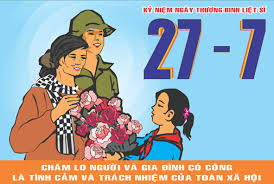 KỶ NIỆM NGÀY THƯƠNG BINH LIỆT SĨ
27 - 7
CHĂM LO NGƯỜI VÀ GIA ĐÌNH CÓ CÔNG
LÀ TÌNH CẢM VÀ TRÁCH NHIỆM CỦA TOÀN XÃ HỘI